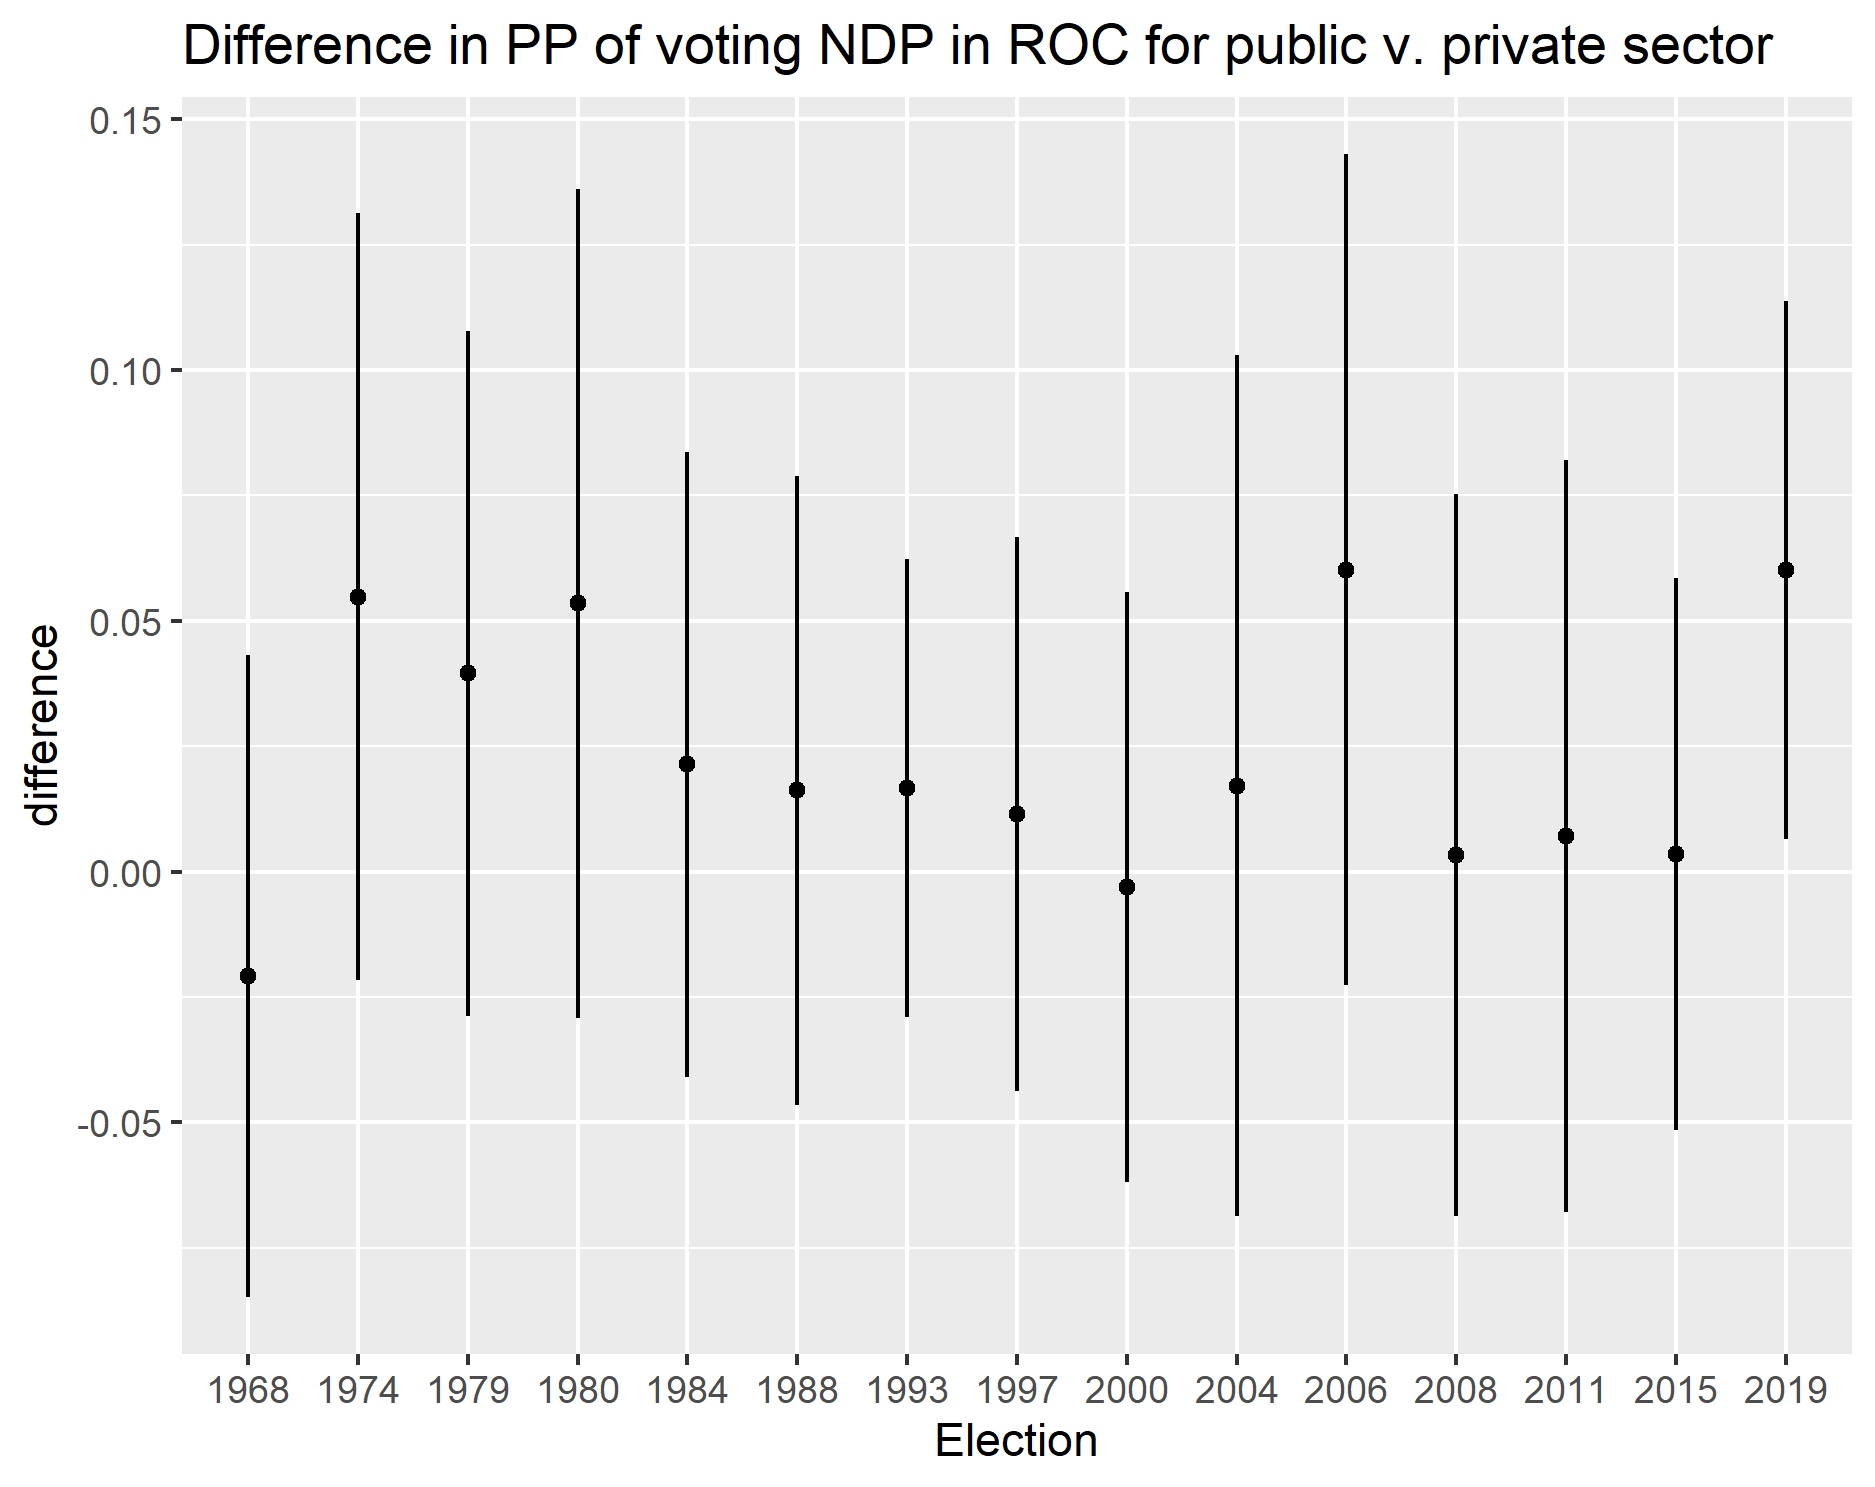 Difference in PP of voting NDP in ROC for public v. private sector
0.15
0.10
0.05
0.00
-0.05
difference
1968 1974 1979 1980 1984 1988 1993 1997 2000 2004 2006 2008 2011 2015 2019
Election